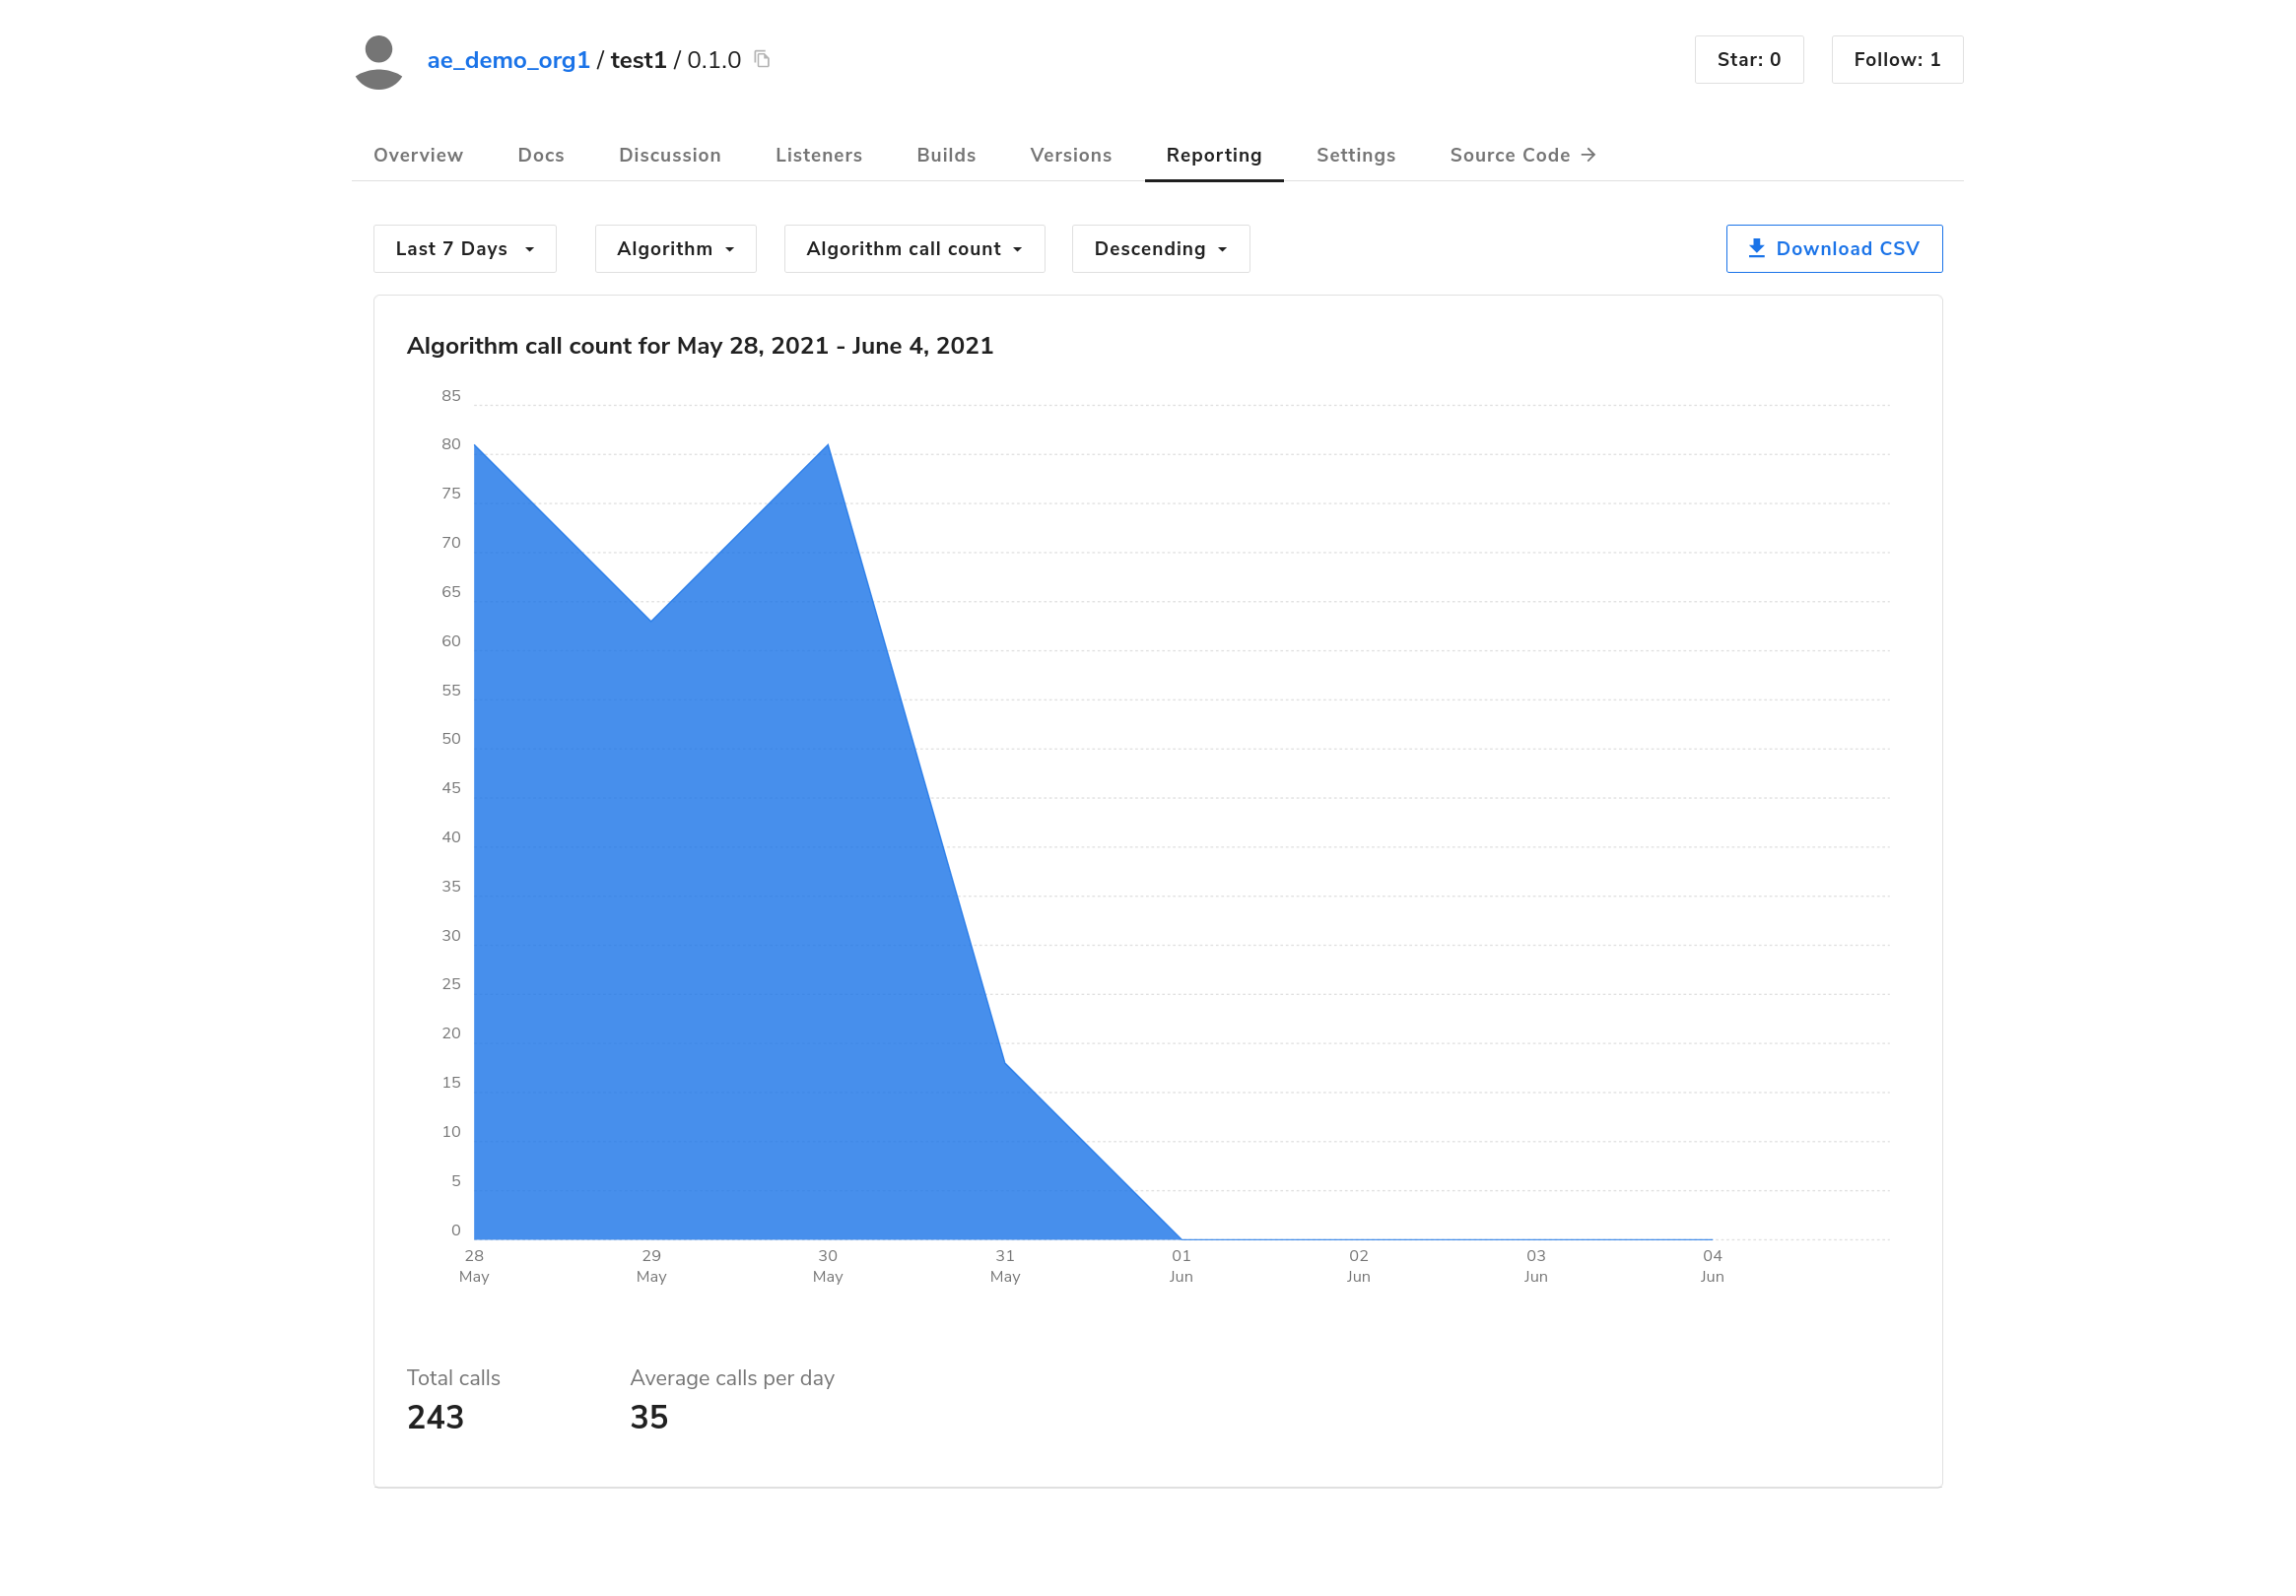 ae_demo_org1 / test1 / 0.1.0
Star: 0
Follow: 1
Overview
Docs
Discussion
Listeners
Builds
Versions
Reporting
Settings
Source Code →
Last 7 Days
Algorithm
Algorithm call count
Descending
Download CSV
Algorithm call count for May 28, 2021 - June 4, 2021
85
80
75
70
65
60
55
50
45
40
35
30
25
20
15
10
5
0
28
May
29
May
30
May
31
May
01
Jun
02
Jun
03
Jun
04
Jun
Total calls
243
Average calls per day
35